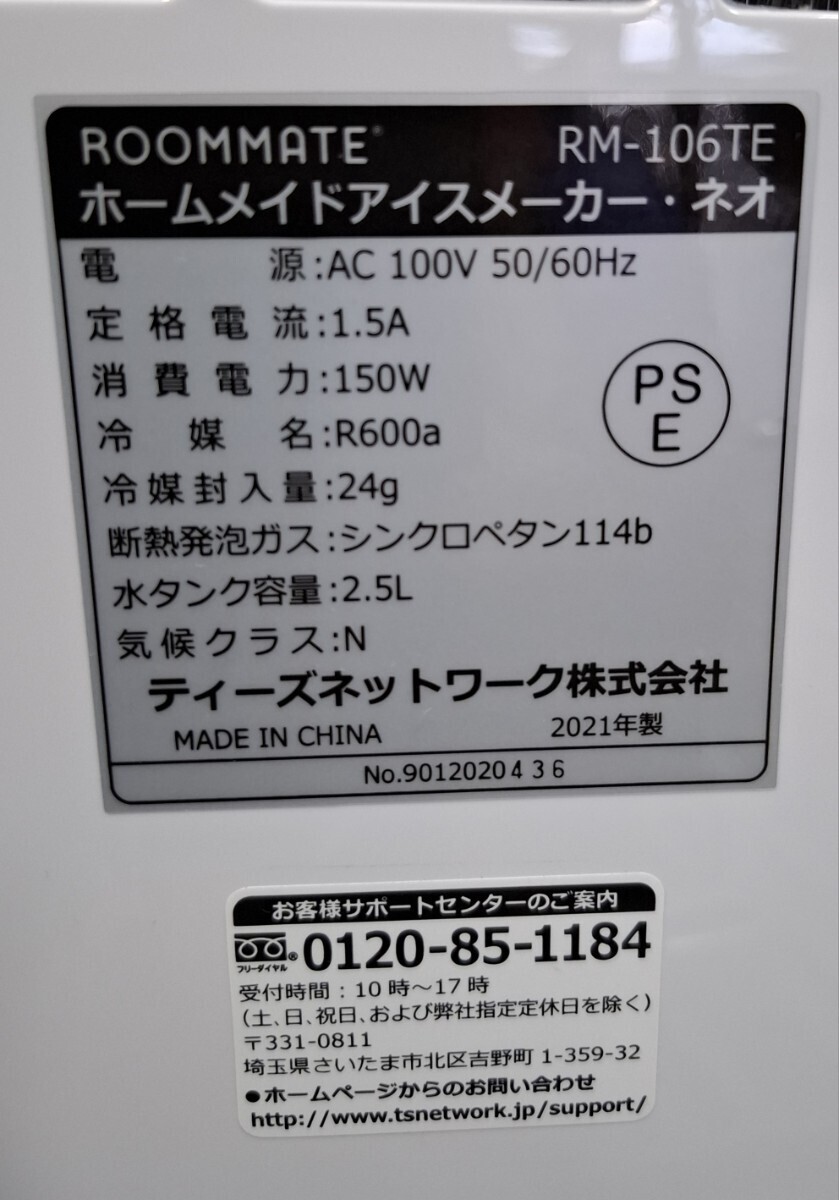 ROOMMATE® RM-106TE
ホームメイドアイスメーカー・ネオ
電源:AC 100V 50/60Hz
定格電流:1.5A
消費電力:150W
PS
E
冷媒名:R600a
冷媒封入量:24g
断熱発泡ガス:シンクロペタン114b
水タンク容量:2.5L
気候クラス:N
ティーズネットワーク株式会社
MADE IN CHINA 2021年製
No.9012020436
お客様サポートセンターのご案内
フリーダイヤル® 0120-85-1184
受付時間：10時～17時
(土、日、祝日、および弊社指定定休日を除く)
〒331-0811
埼玉県さいたま市北区吉野町 1-359-32
●ホームページからのお問い合わせ
http://www.tsnetwork.jp/support/